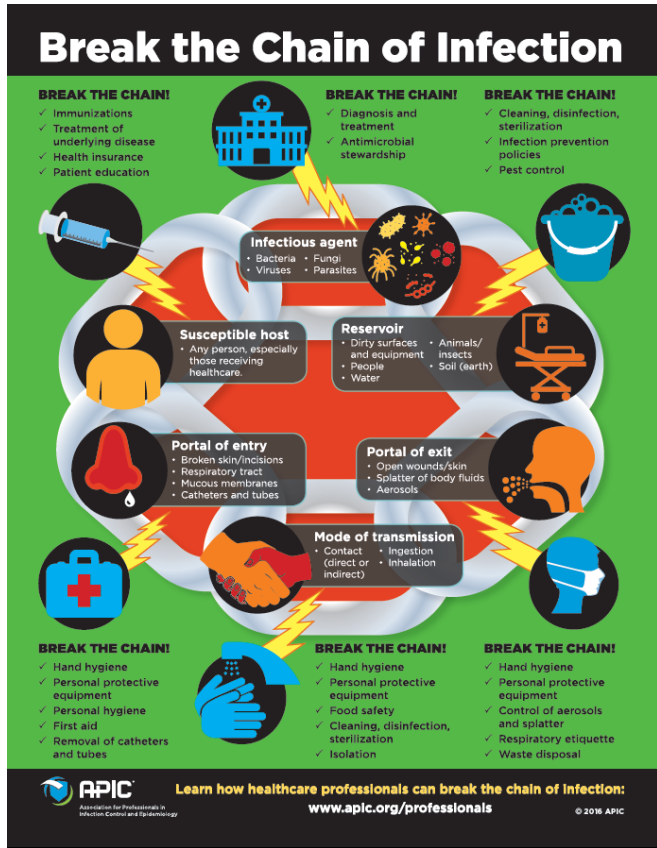 Break the Chain of Infection
BREAK THE CHAIN!
✓ Immunizations
✓ Treatment of
underlying disease
✓ Health insurance
✓ Patient education
BREAK THE CHAIN!
✓ Diagnosis and
treatment
✓ Antimicrobial
stewardship
BREAK THE CHAIN!
✓ Cleaning, disinfection,
sterilization
✓ Infection prevention
policies
✓ Pest control
Infectious agent
• Bacteria • Fungi
• Viruses • Parasites
Susceptible host
• Any person, especially
those receiving
healthcare.
Reservoir
• Dirty surfaces
and equipment
• People
• Water
• Animals/
insects
• Soil (earth)
Portal of entry
• Broken skin/incisions
• Respiratory tract
• Mucous membranes
• Catheters and tubes
Portal of exit
• Open wounds/skin
• Splatter of body fluids
• Aerosols
Mode of transmission
• Contact
(direct or
indirect)
• Ingestion
• Inhalation
BREAK THE CHAIN!
✓ Hand hygiene
✓ Personal protective
equipment
✓ Personal hygiene
✓ First aid
✓ Removal of catheters
and tubes
BREAK THE CHAIN!
✓ Hand hygiene
✓ Personal protective
equipment
✓ Food safety
✓ Cleaning, disinfection,
sterilization
✓ Isolation
BREAK THE CHAIN!
✓ Hand hygiene
✓ Personal protective
equipment
✓ Control of aerosols
and splatter
✓ Respiratory etiquette
✓ Waste disposal
APIC
Association for Professionals in
Infection Control and Epidemiology
Learn how healthcare professionals can break the chain of infection:
www.apic.org/professionals
© 2016 APIC